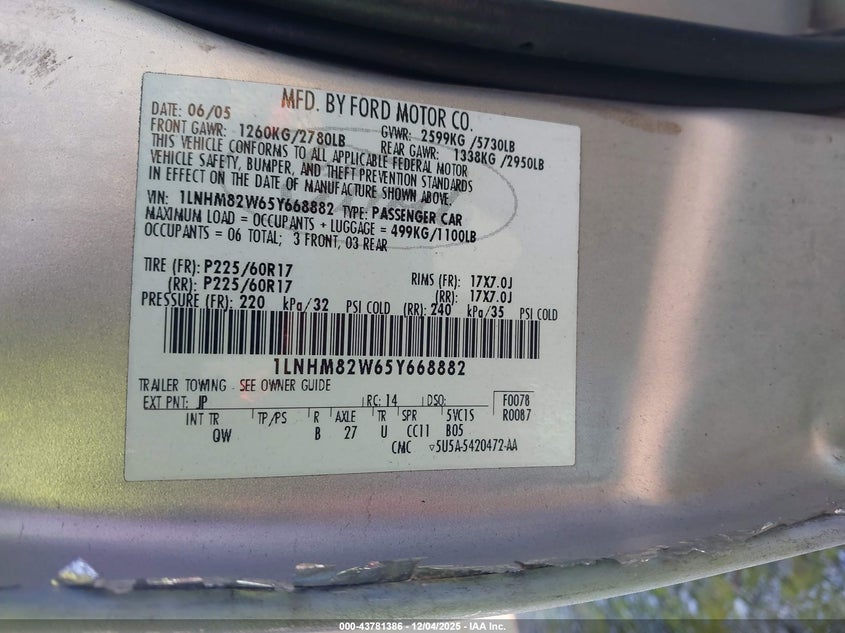 MFD. BY FORD MOTOR CO.
DATE: 06/05
FRONT GAWR: 1260KG/2780LB GVWR: 2599KG /5730LB
REAR GAWR: 1338KG /2950LB
THIS VEHICLE CONFORMS TO ALL APPLICABLE FEDERAL MOTOR
VEHICLE SAFETY, BUMPER, AND THEFT PREVENTION STANDARDS
IN EFFECT ON THE DATE OF MANUFACTURE SHOWN ABOVE.
VIN: 1LNHM82W65Y668882 TYPE: PASSENGER CAR
MAXIMUM LOAD = OCCUPANTS + LUGGAGE = 499KG/1100LB
OCCUPANTS = 06 TOTAL; 3 FRONT, 03 REAR
TIRE (FR): P225/60R17 RIMS (FR): 17X7.0J
(RR): P225/60R17 (RR): 17X7.0J
PRESSURE (FR): 220 kPa/32 PSI COLD (RR): 240 kPa/35 PSI COLD
1LNHM82W65Y668882
TRAILER TOWING - SEE OWNER GUIDE
EXT PNT: JP RC: 14 DSO: F0078
INT TR TP/PS R AXLE TR SPR 5VC1S R0087
QW B 27 U CC11 B05
CMC ▽5U5A-5420472-AA
000-43781386 - 12/04/2025 - IAA Inc.